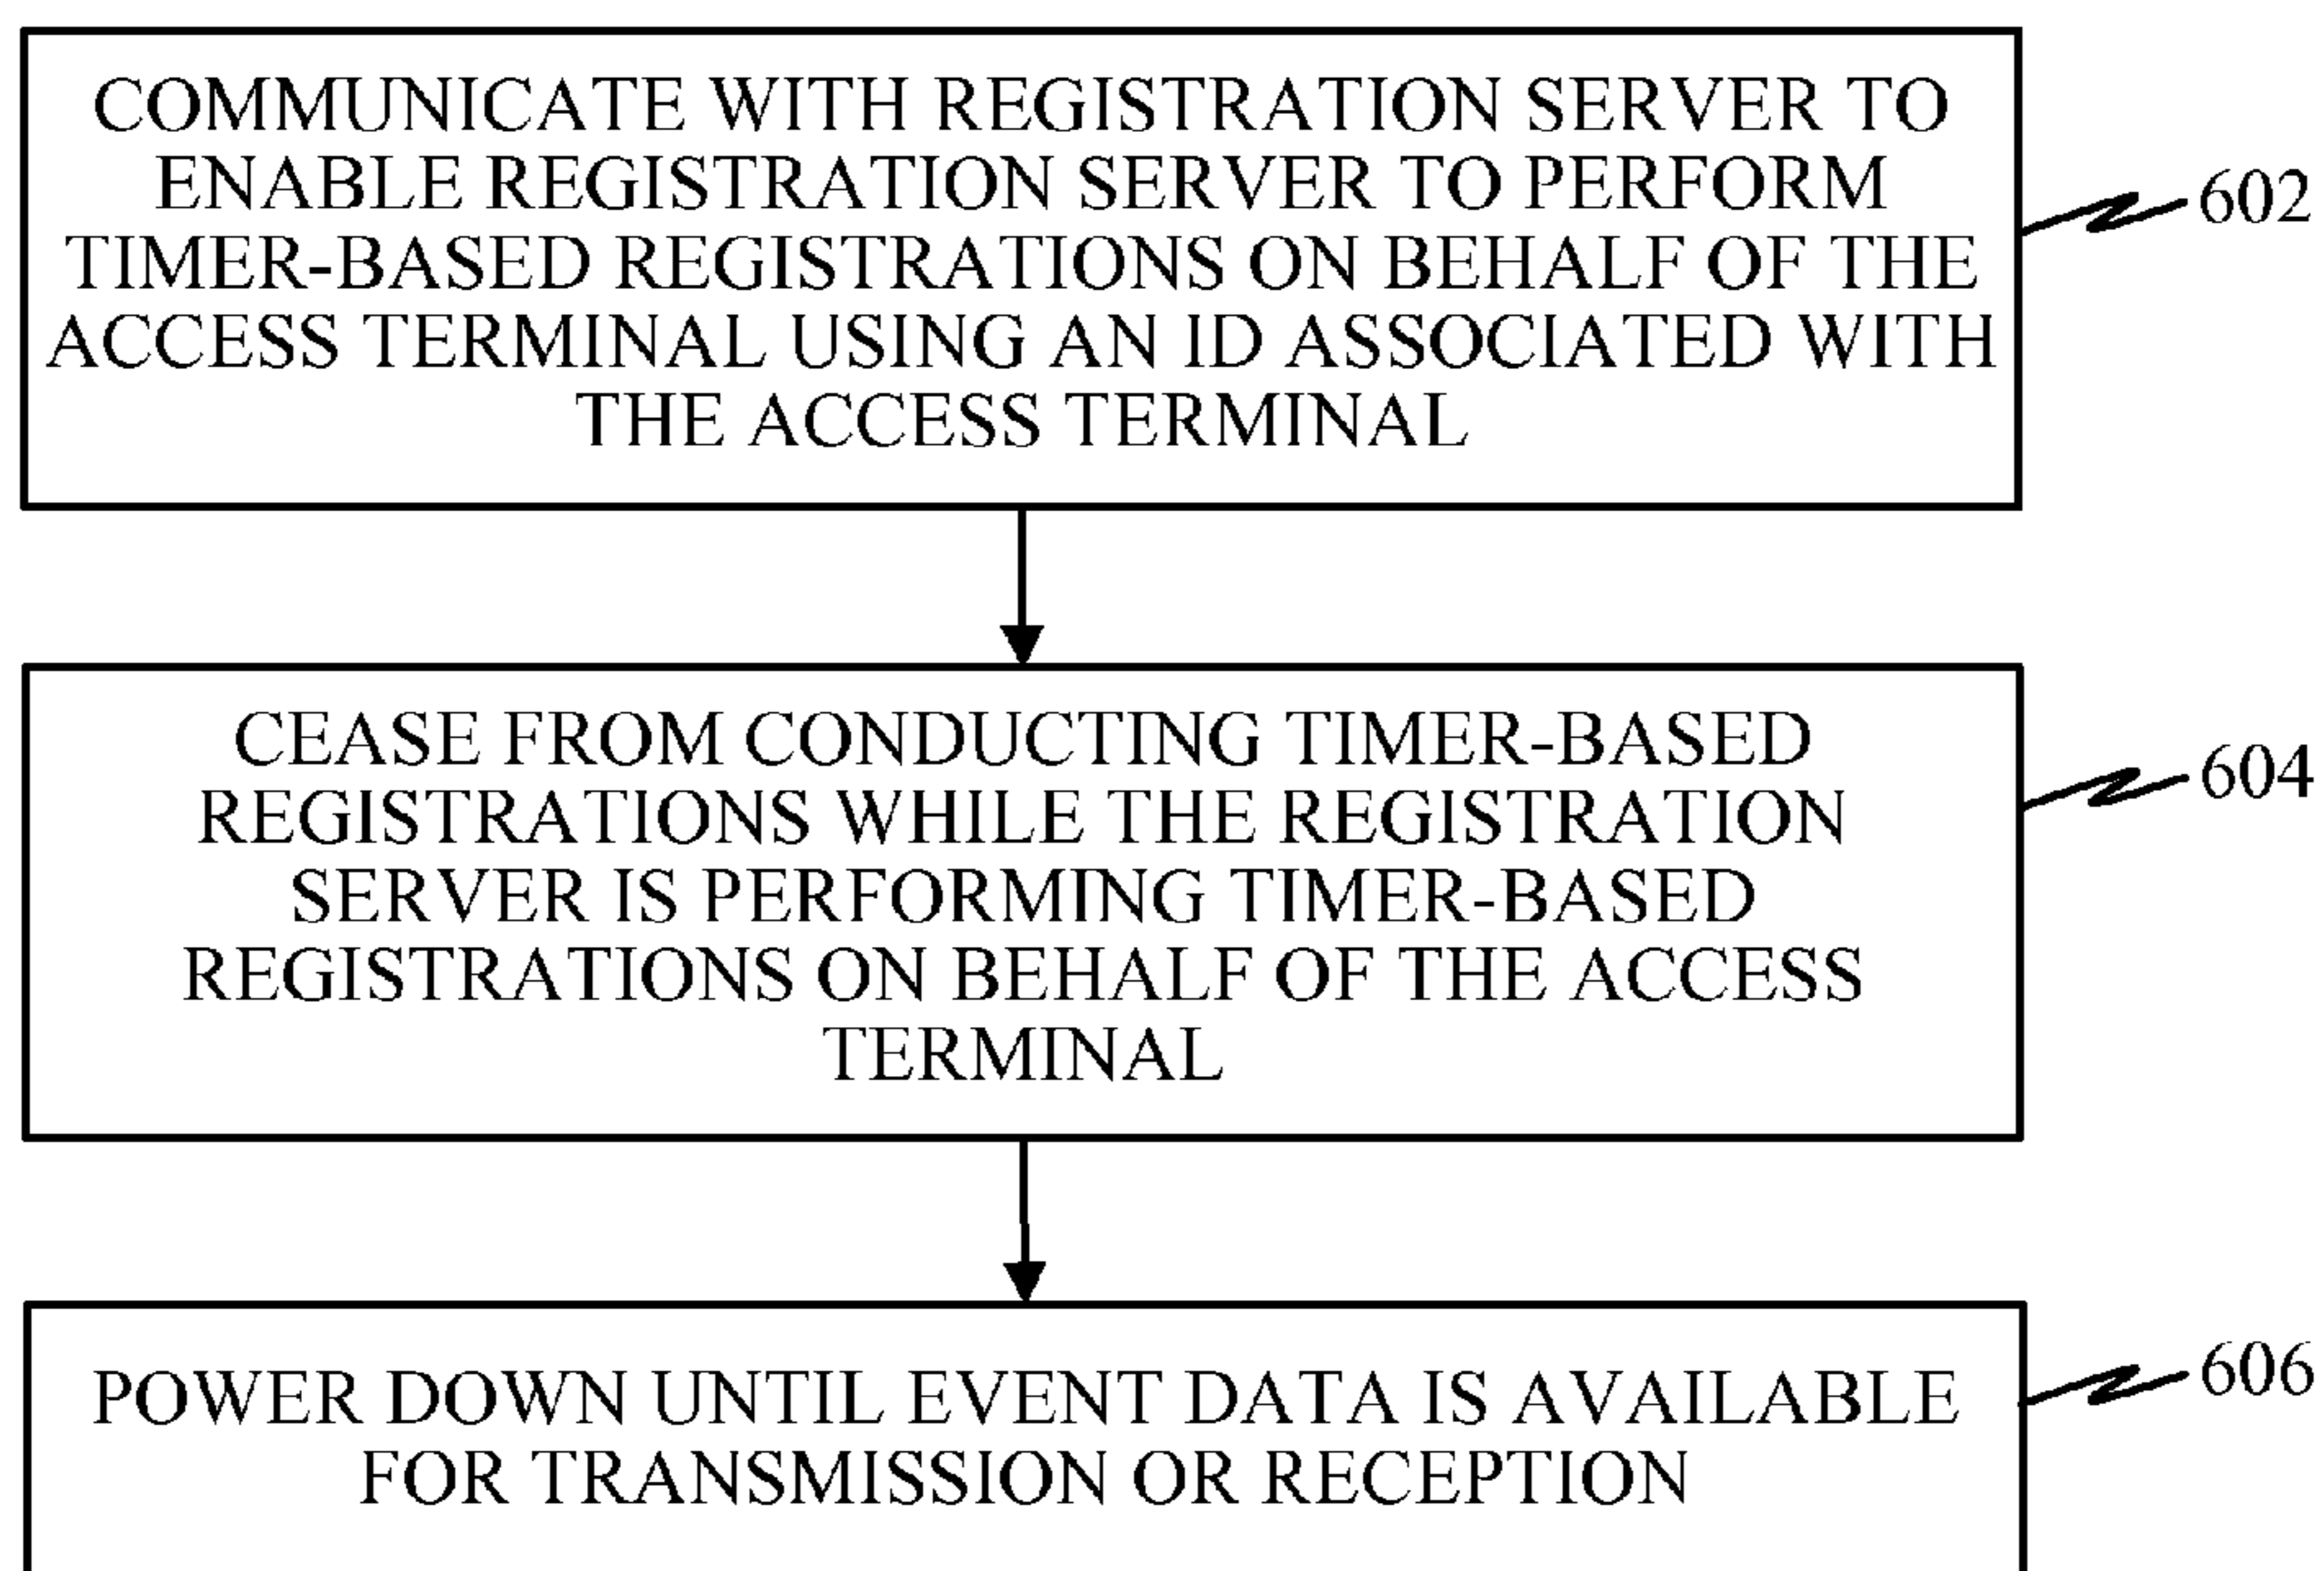 COMMUNICATE WITH REGISTRATION SERVER TO
ENABLE REGISTRATION SERVER TO PERFORM
TIMER-BASED REGISTRATIONS ON BEHALF OF THE
ACCESS TERMINAL USING AN ID ASSOCIATED WITH
THE ACCESS TERMINAL
602
CEASE FROM CONDUCTING TIMER-BASED
REGISTRATIONS WHILE THE REGISTRATION
SERVER IS PERFORMING TIMER-BASED
REGISTRATIONS ON BEHALF OF THE ACCESS
TERMINAL
604
POWER DOWN UNTIL EVENT DATA IS AVAILABLE
FOR TRANSMISSION OR RECEPTION
606